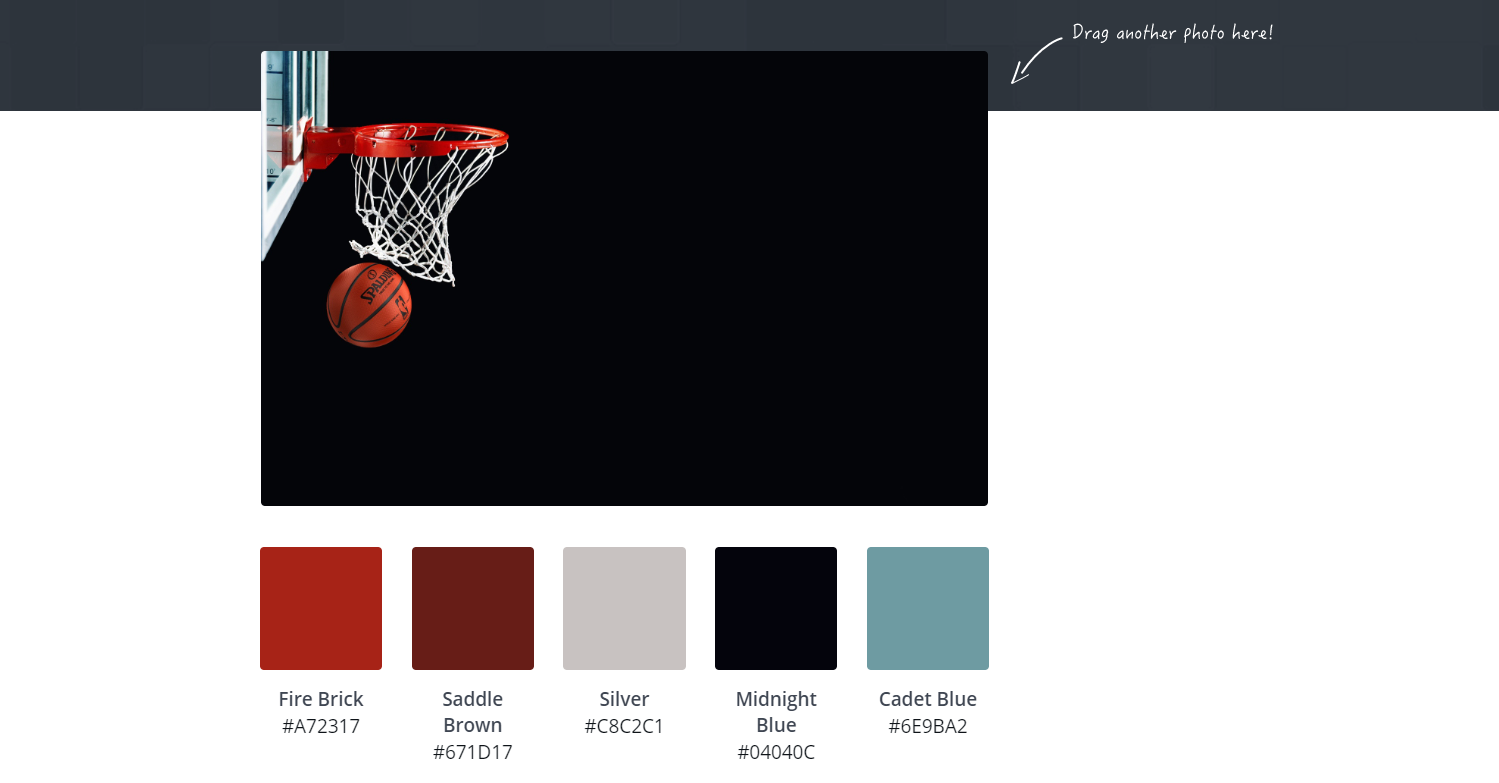 Drag another photo here!
SPALDING
Fire Brick
#A72317
Saddle
Brown
#671D17
Silver
#C8C2C1
Midnight
Blue
#04040C
Cadet Blue
#6E9BA2